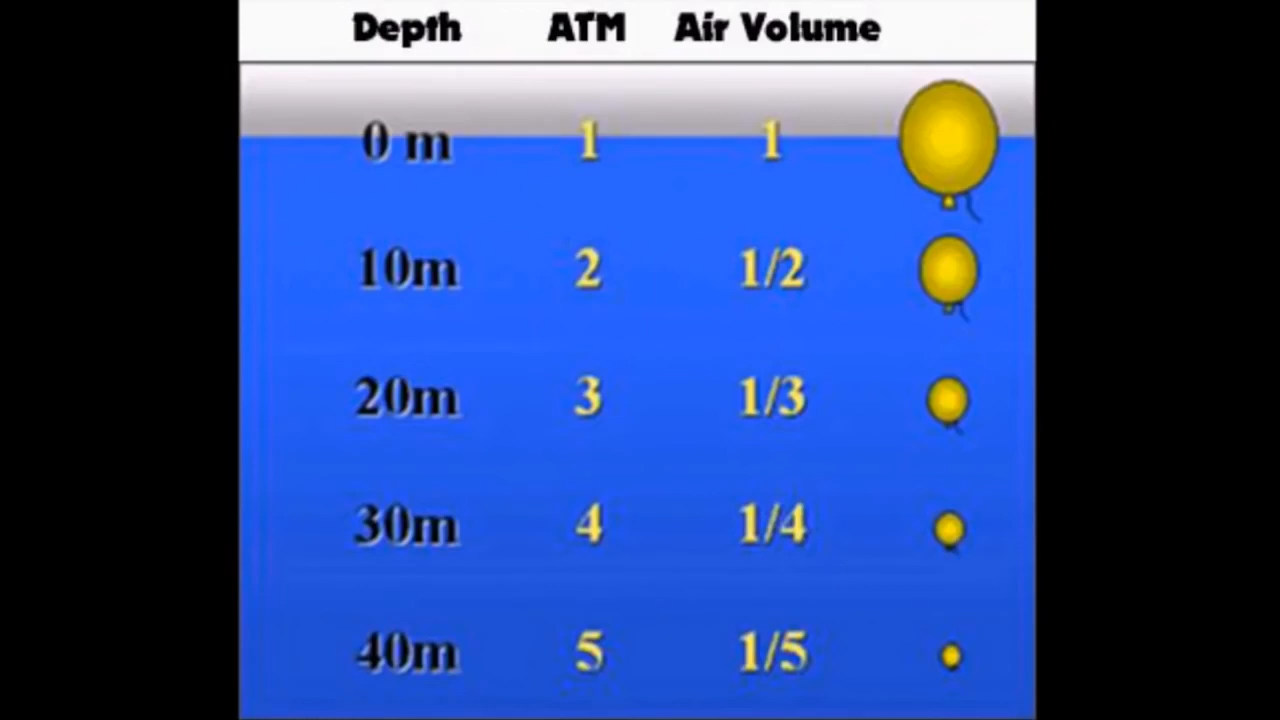 Depth ATM Air Volume
0 m 1 1
10m 2 1/2
20m 3 1/3
30m 4 1/4
40m 5 1/5